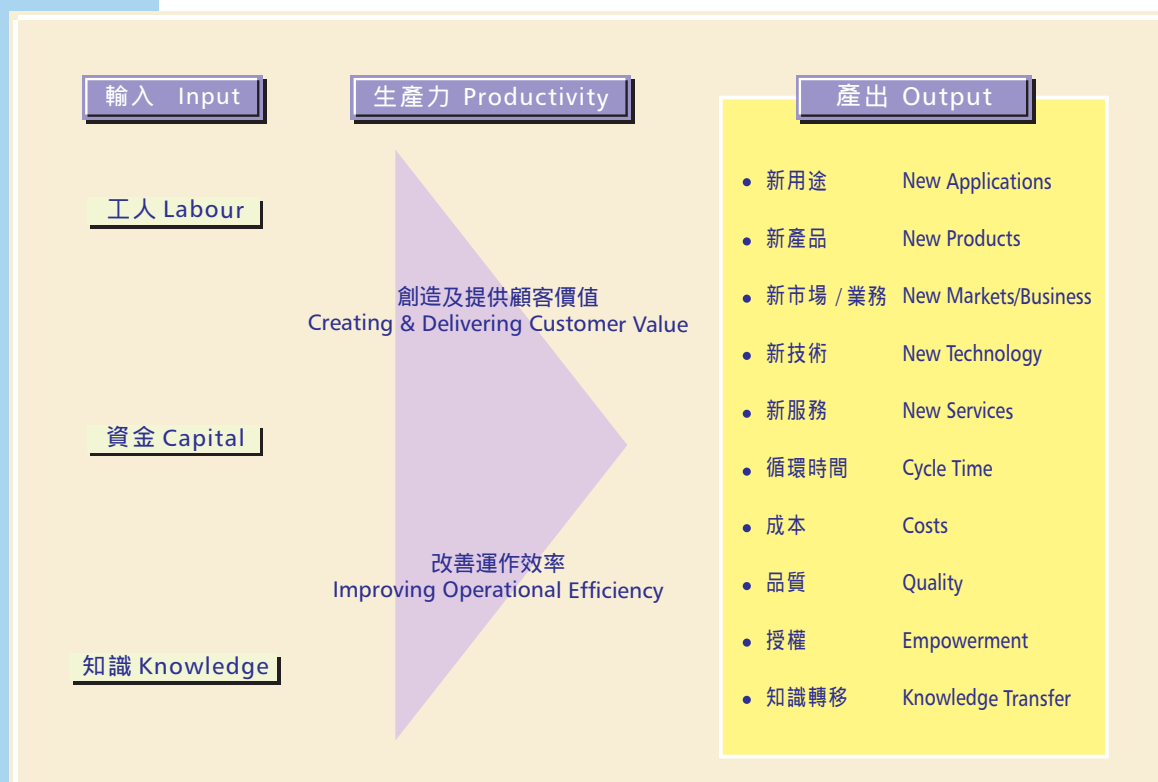 輸入 Input
生產力 Productivity
產出 Output
工人 Labour
資金 Capital
知識 Knowledge
創造及提供顧客價值
Creating & Delivering Customer Value
改善運作效率
Improving Operational Efficiency
• 新用途 New Applications
• 新產品 New Products
• 新市場 / 業務 New Markets/Business
• 新技術 New Technology
• 新服務 New Services
• 循環時間 Cycle Time
• 成本 Costs
• 品質 Quality
• 授權 Empowerment
• 知識轉移 Knowledge Transfer